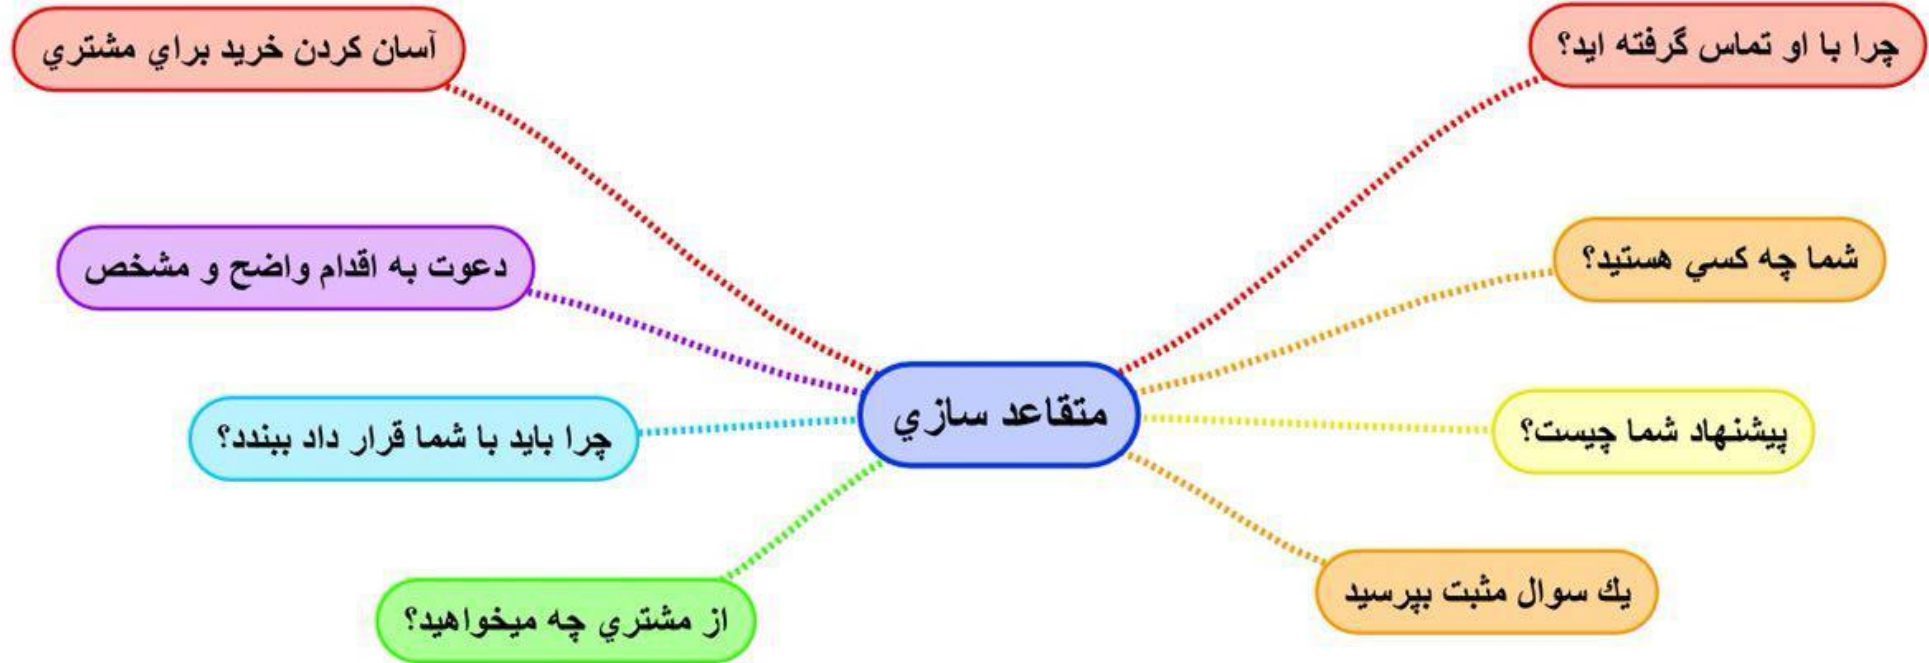 چرا با او تماس گرفته ايد؟
شما چه كسي هستيد؟
پيشنهاد شما چيست؟
يك سوال مثبت بپرسيد
متقاعد سازي
آسان كردن خريد براي مشتري
دعوت به اقدام واضح و مشخص
چرا بايد با شما قرار داد ببندد؟
از مشتري چه ميخواهيد؟